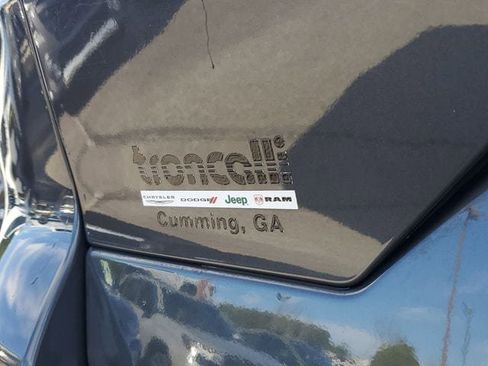 troncalli
CHRYSLER DODGE Jeep RAM
Cumming, GA